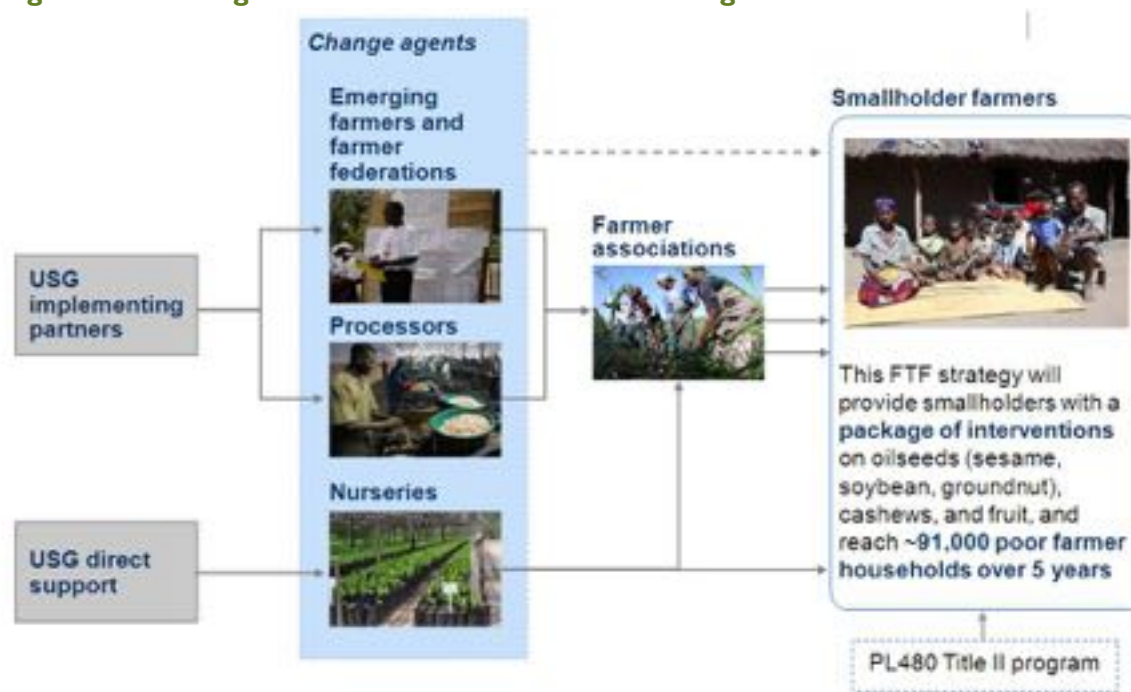 Change agents
Emerging
farmers and
farmer
federations
Processors
Nurseries
USG
implementing
partners
USG direct
support
Farmer
associations
Smallholder farmers
This FTF strategy will
provide smallholders with a
package of interventions
on oilseeds (sesame,
soybean, groundnut),
cashews, and fruit, and
reach ~91,000 poor farmer
households over 5 years
PL480 Title II program